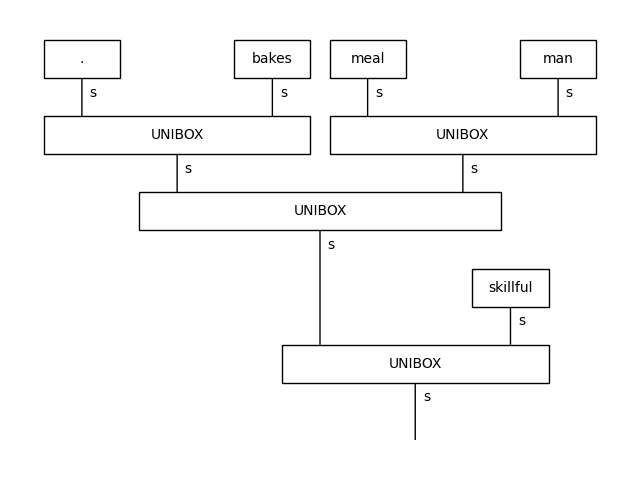 . bakes meal man
s s s s
UNIBOX UNIBOX
s s
UNIBOX
s
skillful
s
UNIBOX
s